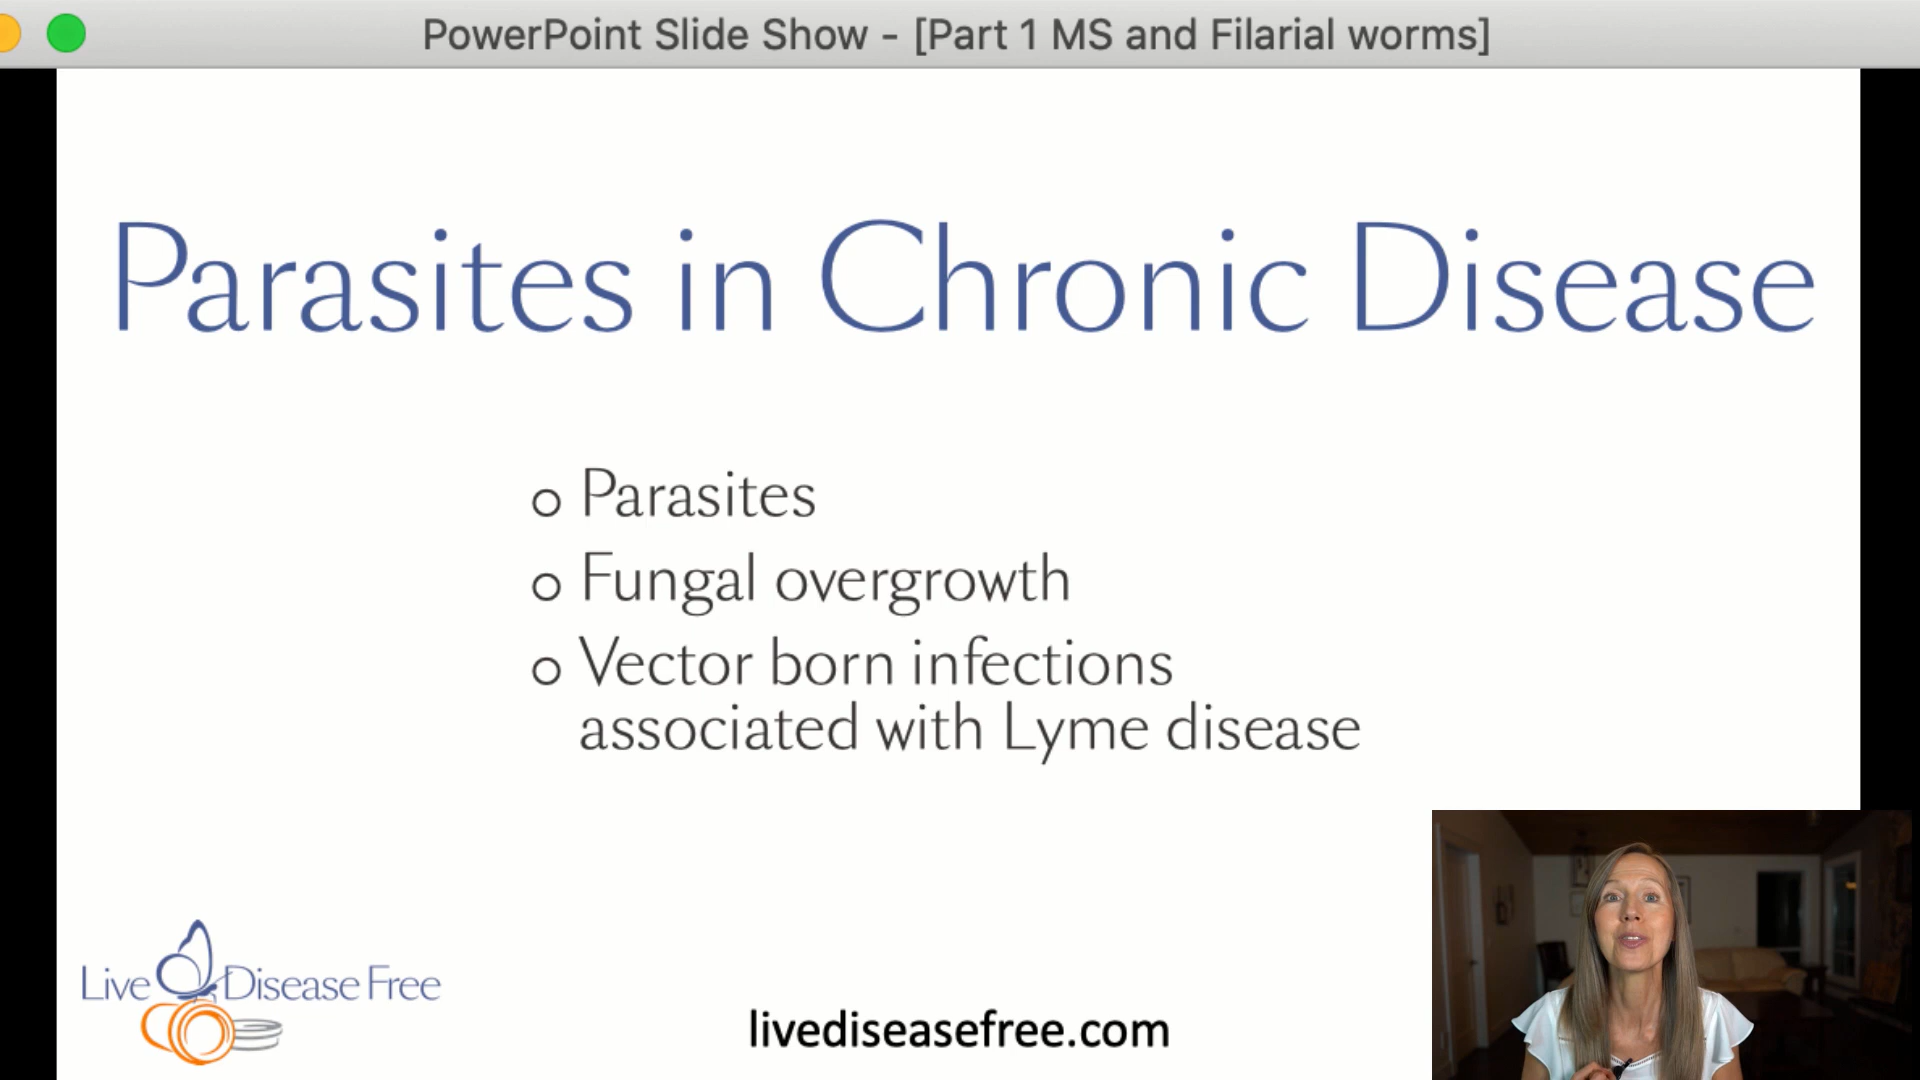 PowerPoint Slide Show - [Part 1 MS and Filarial worms]
Parasites in Chronic Disease
Parasites
Fungal overgrowth
Vector born infections
associated with Lyme disease
Live Disease Free
livediseasefree.com